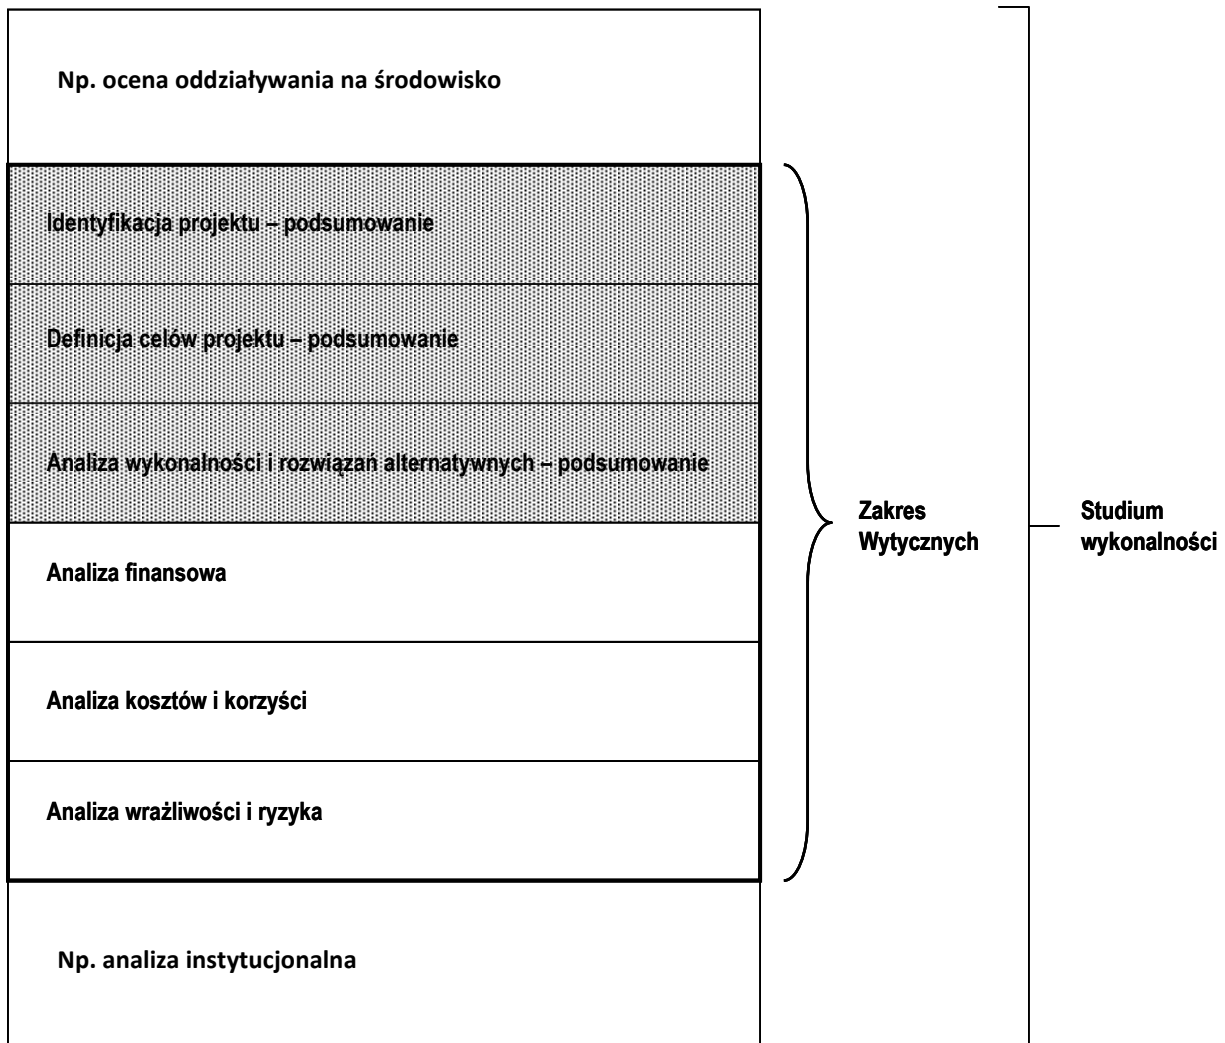 Np. ocena oddziaływania na środowisko
Identyfikacja projektu – podsumowanie
Definicja celów projektu – podsumowanie
Analiza wykonalności i rozwiązań alternatywnych – podsumowanie
Analiza finansowa
Analiza kosztów i korzyści
Analiza wrażliwości i ryzyka
Np. analiza instytucjonalna
Zakres
Wytycznych
Studium
wykonalności